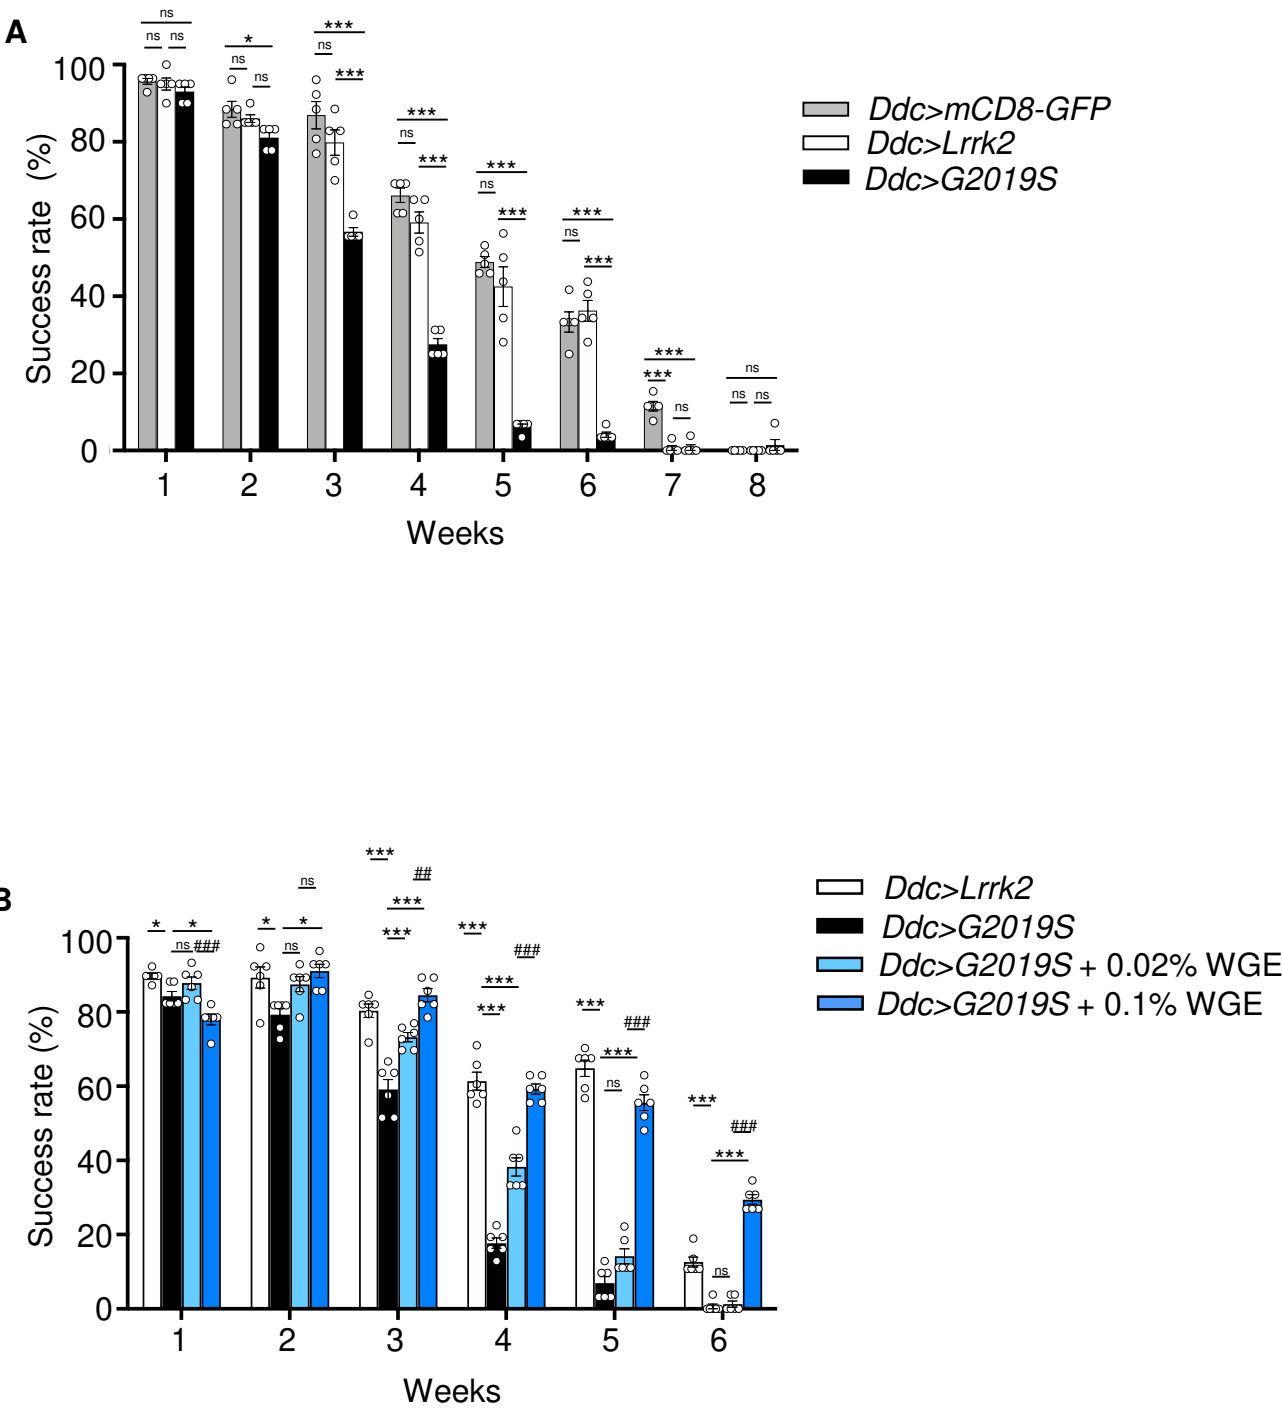 A
ns
ns ns
*
ns
ns
***
ns
***
***
ns
***
***
ns
***
***
ns
***
***
***
ns
ns
ns ns
Success rate (%)
100
80
60
40
20
0
1 2 3 4 5 6 7 8
Weeks
Ddc>mCD8-GFP
Ddc>Lrrk2
Ddc>G2019S
B
* *
ns ###
ns
* *
ns
***
##
***
***
***
###
***
***
***
###
***
ns
***
###
***
ns
Success rate (%)
100
80
60
40
20
0
1 2 3 4 5 6
Weeks
Ddc>Lrrk2
Ddc>G2019S
Ddc>G2019S + 0.02% WGE
Ddc>G2019S + 0.1% WGE